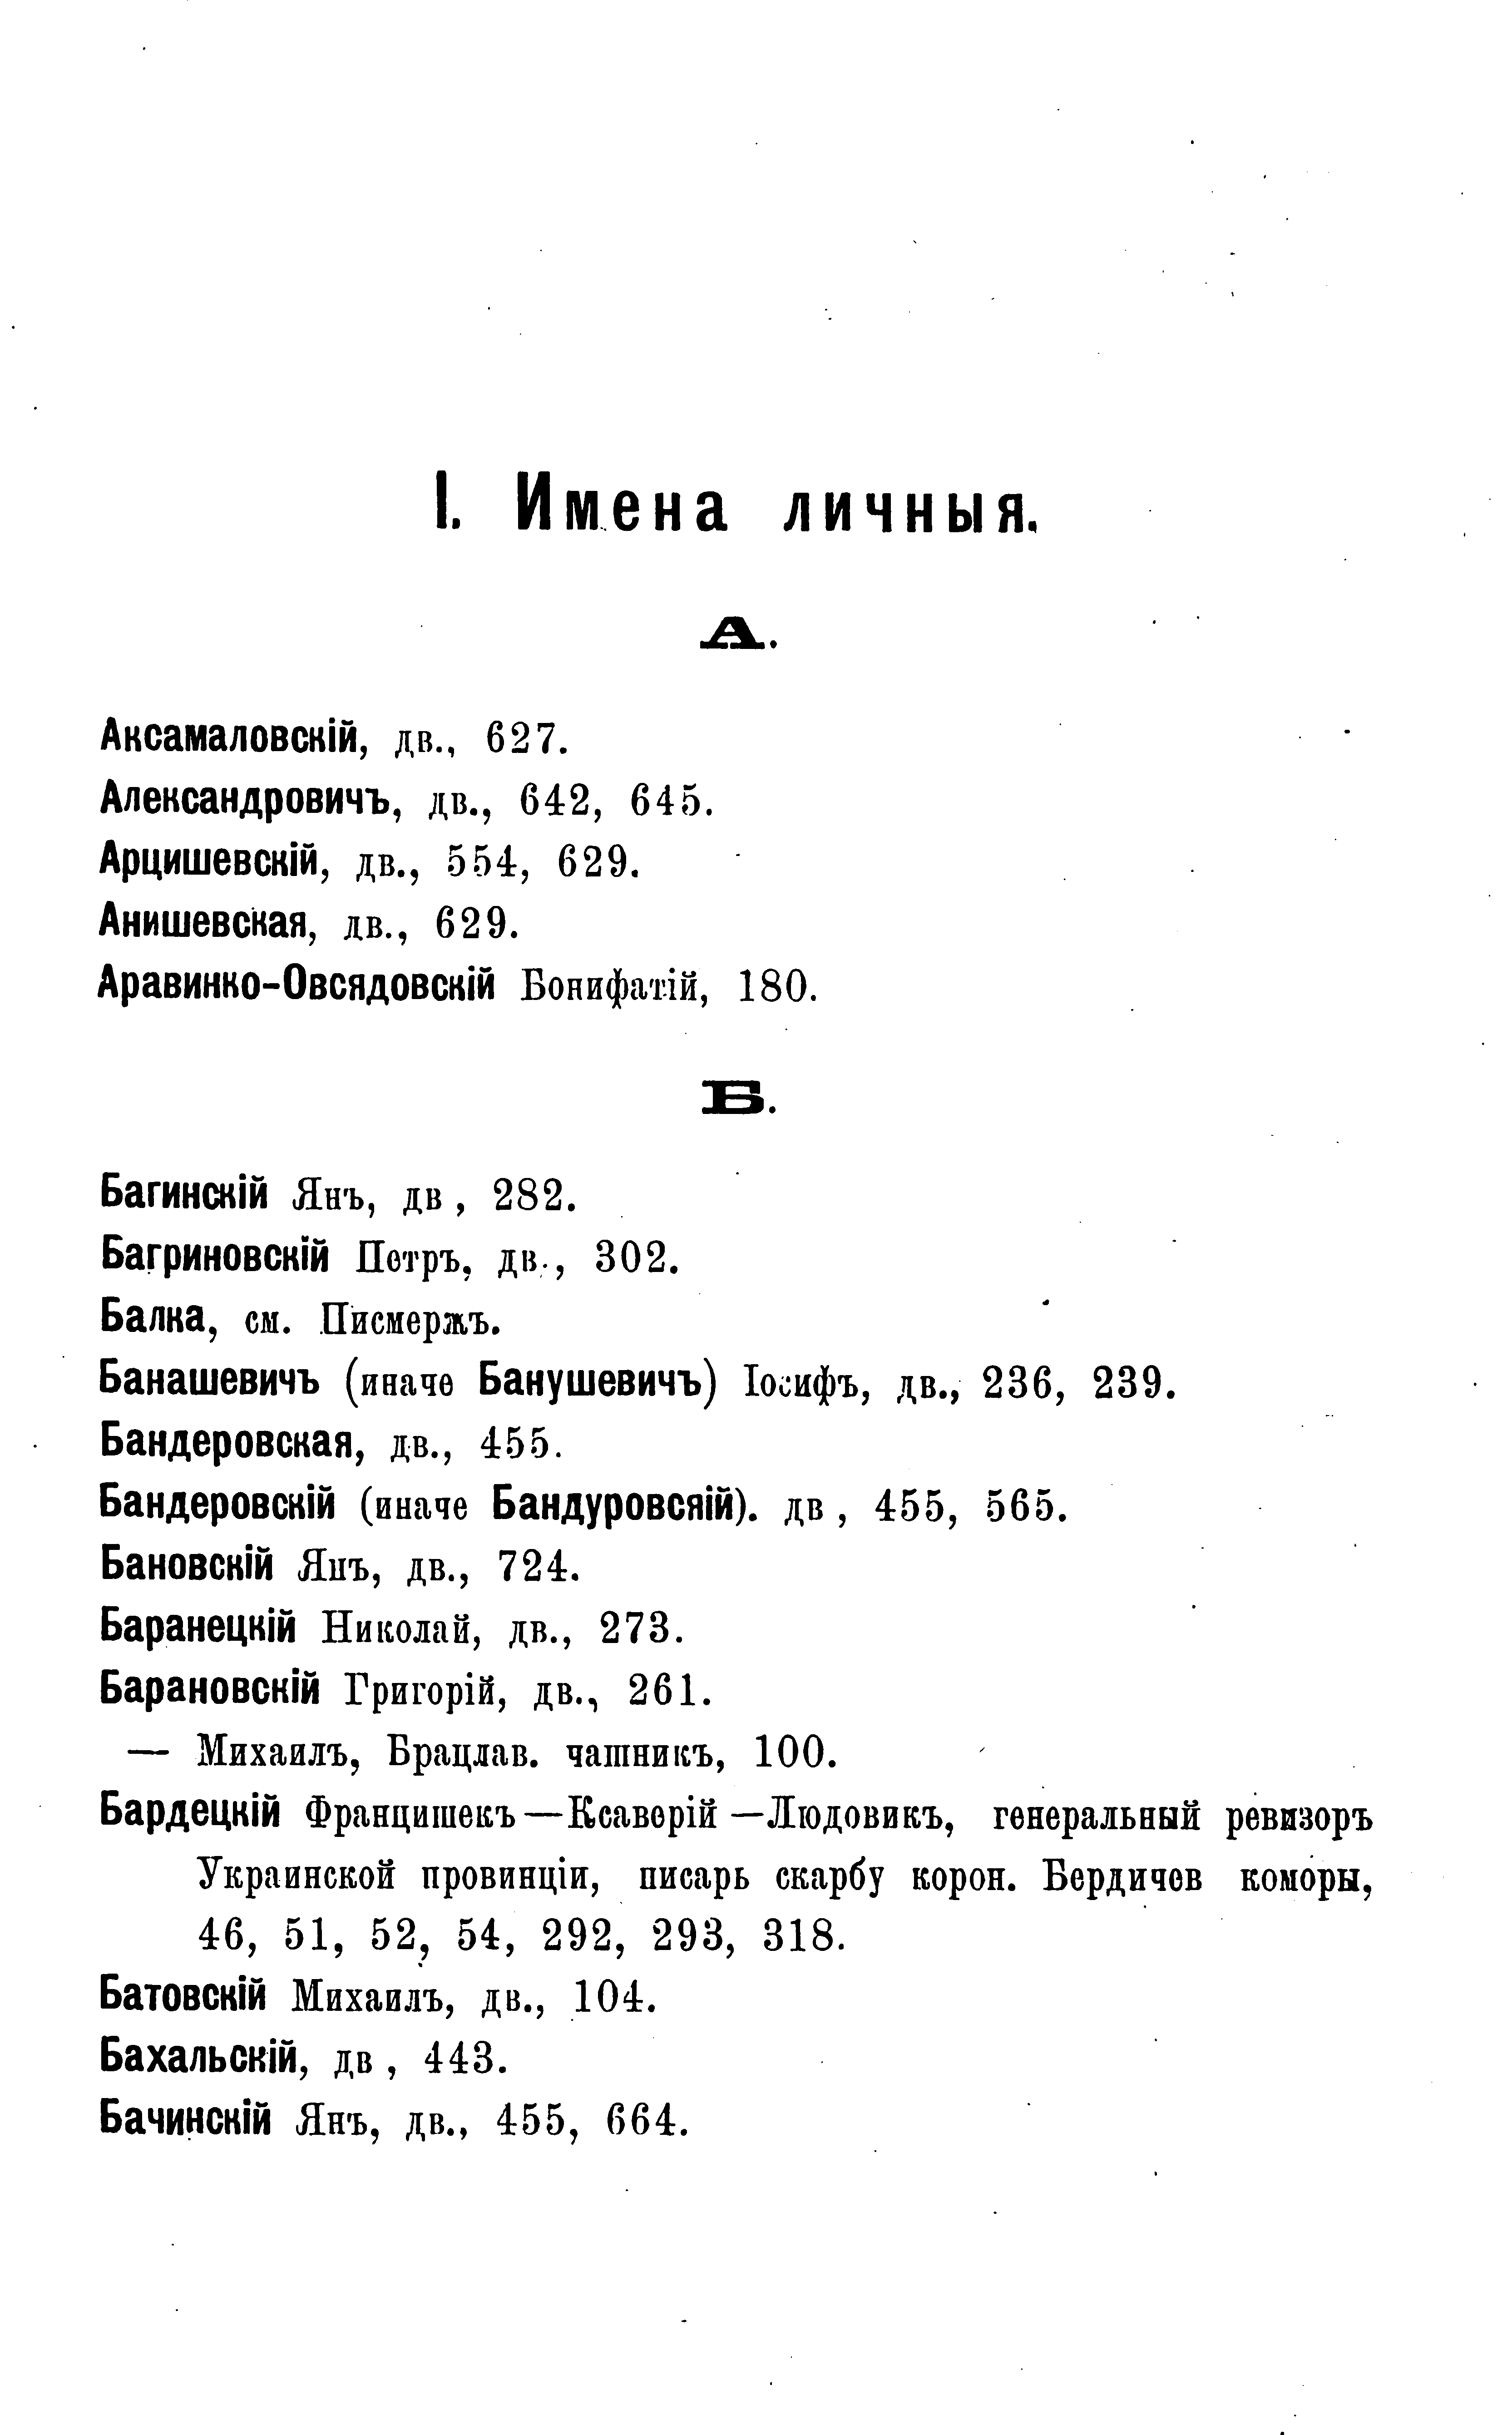 I. Имена личныя.
А.
Аксамаловскій, дв., 627.
Александровичъ, дв., 642, 645.
Арцишевскій, дв., 554, 629.
Анишевская, дв., 629.
Аравинко-Овсядовскій Бонифатій, 180.
Б.
Багинскій Янъ, дв , 282.
Багриновскій Петръ, дв., 302.
Балка, см. Писмержъ.
Банашевичъ (иначе Банушевичъ) Іосифъ, дв., 236, 239.
Бандеровская, дв., 455.
Бандеровскій (иначе Бандуровсяій). дв , 455, 565.
Бановскій Янъ, дв., 724.
Баранецкій Николай, дв., 273.
Барановскій Григорій, дв., 261.
— Михаилъ, Брацлав. чашникъ, 100.
Бардецкій Францишекъ—Ксаверій—Людовикъ, генеральный ревизоръ
Украинской провинціи, писарь скарбу корон. Бердичев коморы,
46, 51, 52, 54, 292, 293, 318.
Батовскій Михаилъ, дв., 104.
Бахальскій, дв , 443.
Бачинскій Янъ, дв., 455, 664.